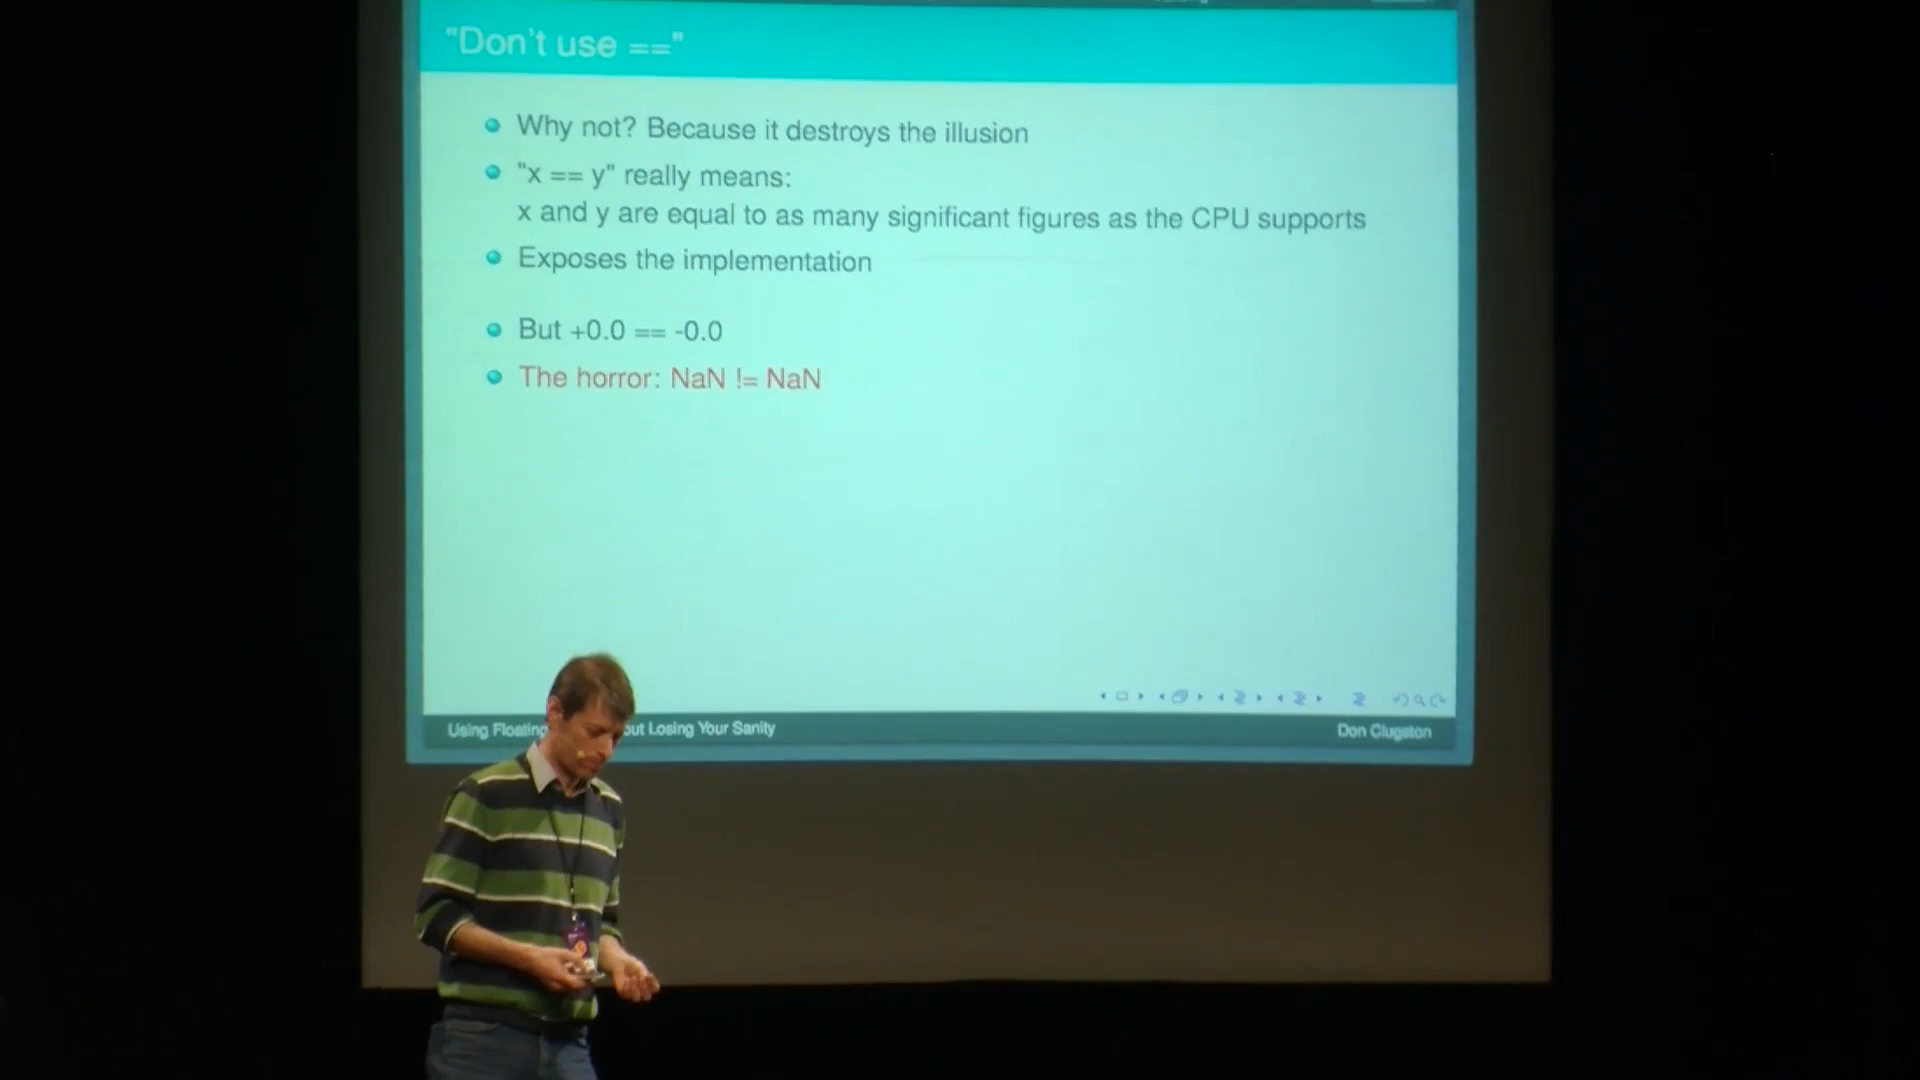 "Don't use =="
Why not? Because it destroys the illusion
"x == y" really means:
x and y are equal to as many significant figures as the CPU supports
Exposes the implementation
But +0.0 == -0.0
The horror: NaN != NaN
Using Floating out Losing Your Sanity
Don Clugston